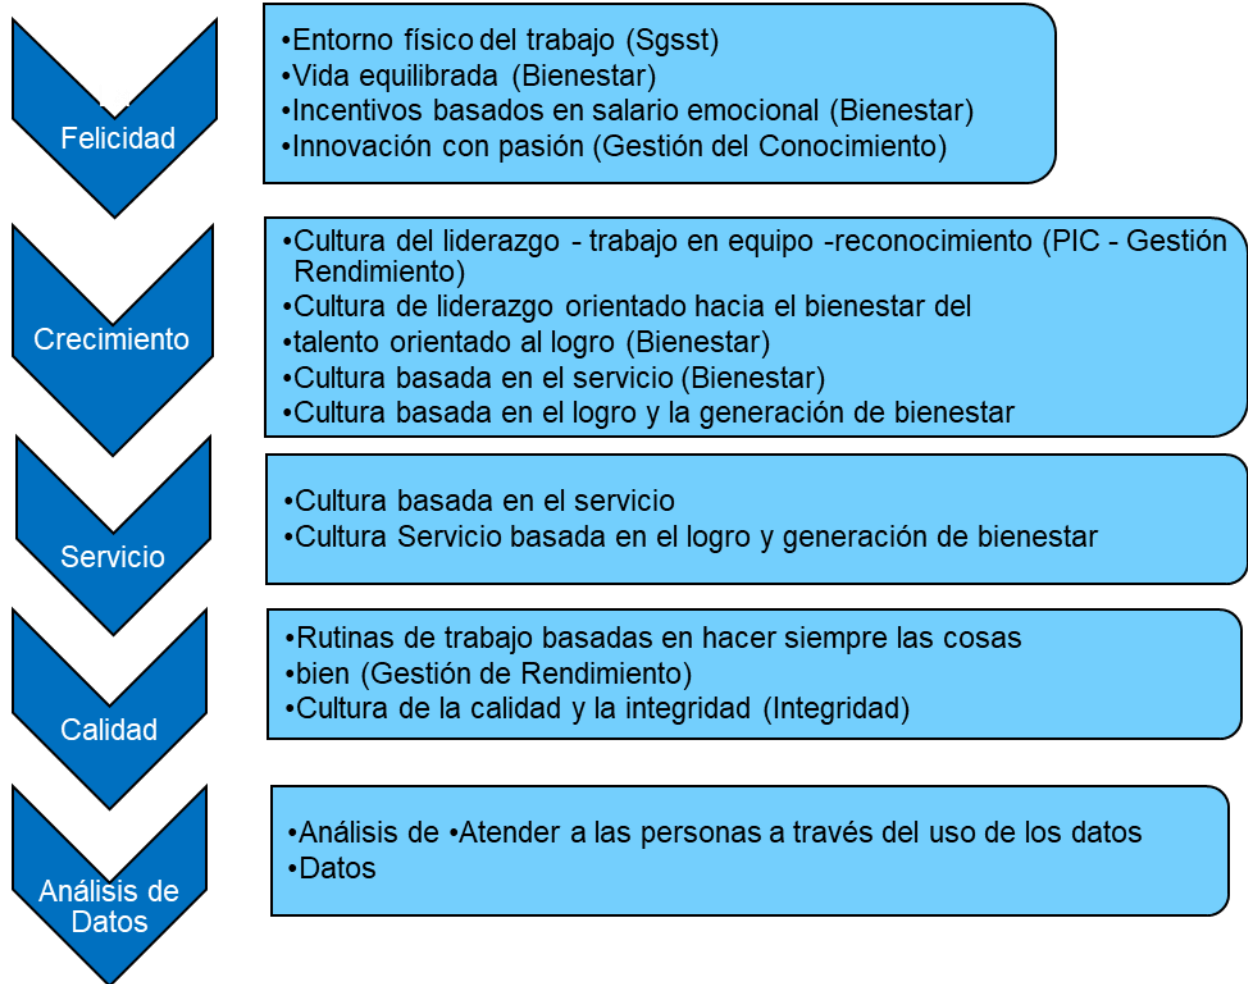 Felicidad
•Entorno físico del trabajo (Sgsst)
•Vida equilibrada (Bienestar)
•Incentivos basados en salario emocional (Bienestar)
•Innovación con pasión (Gestión del Conocimiento)
Crecimiento
•Cultura del liderazgo - trabajo en equipo -reconocimiento (PIC - Gestión
Rendimiento)
•Cultura de liderazgo orientado hacia el bienestar del
•talento orientado al logro (Bienestar)
•Cultura basada en el servicio (Bienestar)
•Cultura basada en el logro y la generación de bienestar
Servicio
•Cultura basada en el servicio
•Cultura Servicio basada en el logro y generación de bienestar
Calidad
•Rutinas de trabajo basadas en hacer siempre las cosas
•bien (Gestión de Rendimiento)
•Cultura de la calidad y la integridad (Integridad)
Análisis de
Datos
•Análisis de •Atender a las personas a través del uso de los datos
•Datos